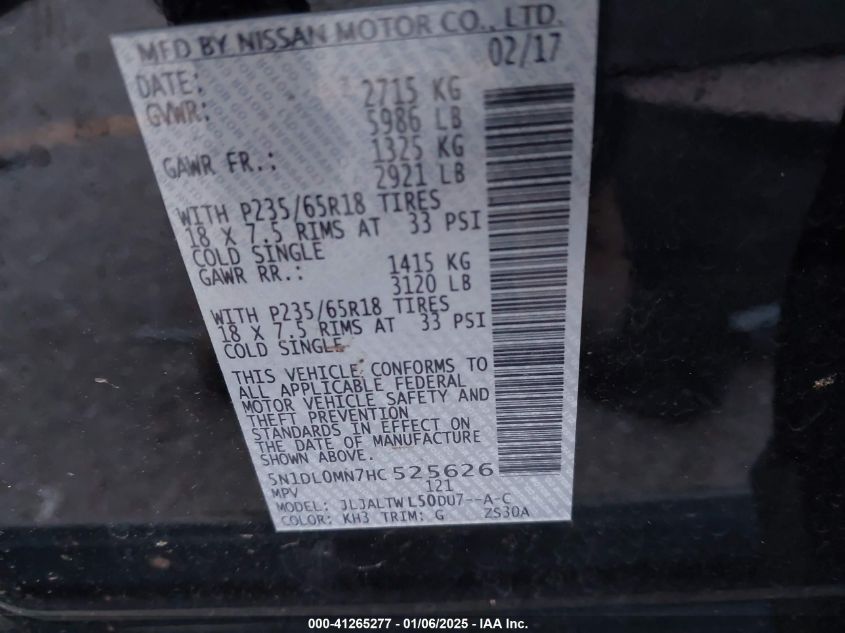 MFD BY NISSAN MOTOR CO., LTD.
DATE: 02/17
GVWR: 2715 KG
5986 LB
GAWR FR.: 1325 KG
2921 LB
WITH P235/65R18 TIRES
18 X 7.5 RIMS AT 33 PSI
COLD SINGLE
GAWR RR.: 1415 KG
3120 LB
WITH P235/65R18 TIRES
18 X 7.5 RIMS AT 33 PSI
COLD SINGLE
THIS VEHICLE CONFORMS TO
ALL APPLICABLE FEDERAL
MOTOR VEHICLE SAFETY AND
THEFT PREVENTION
STANDARDS IN EFFECT ON
THE DATE OF MANUFACTURE
SHOWN ABOVE.
5N1DL0MN7HC525626
MPV 121
MODEL: JLJALTWL50DU7--A-C
COLOR: KH3 TRIM: G ZS30A
000-41265277 - 01/06/2025 - IAA Inc.